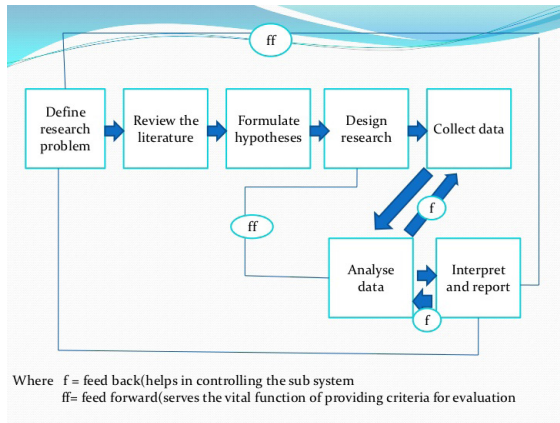 ff
Define
research
problem
Review the
literature
Formulate
hypotheses
Design
research
Collect data
f
ff
Analyse
data
Interpret
and report
f
Where f = feed back(helps in controlling the sub system
ff= feed forward(serves the vital function of providing criteria for evaluation